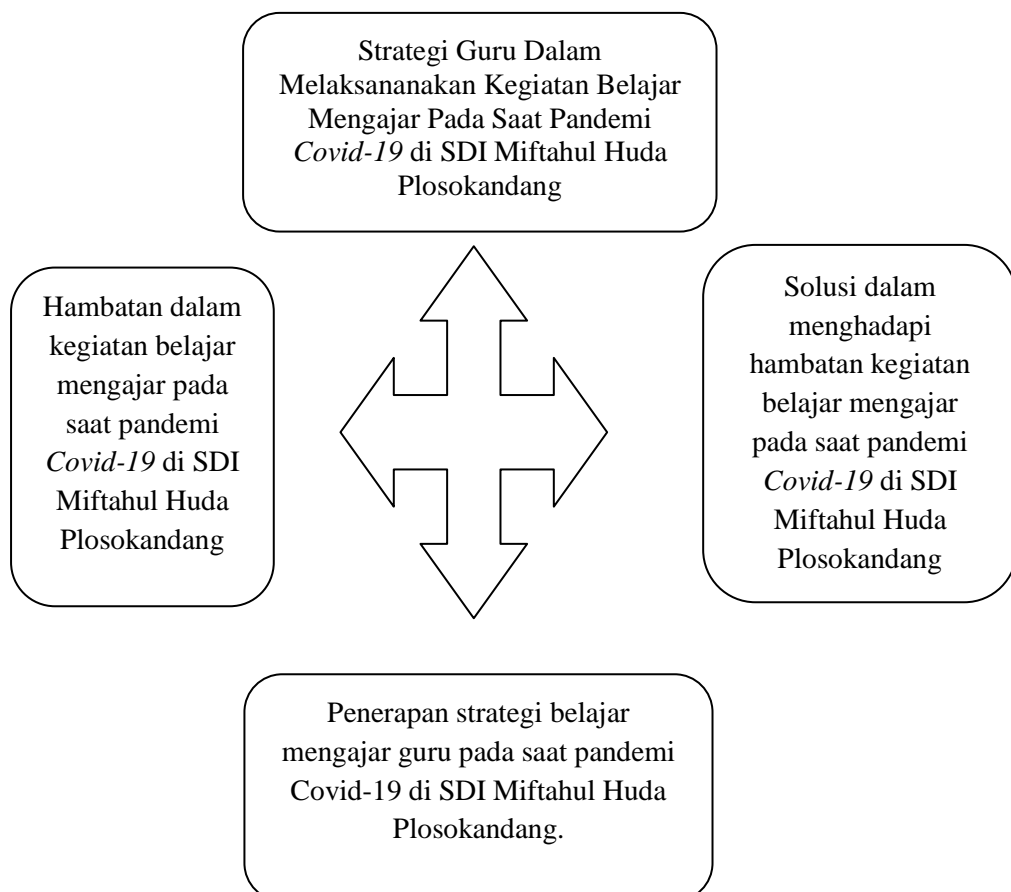 Strategi Guru Dalam
Melaksananakan Kegiatan Belajar
Mengajar Pada Saat Pandemi
Covid-19 di SDI Miftahul Huda
Plosokandang
Hambatan dalam
kegiatan belajar
mengajar pada
saat pandemi
Covid-19 di SDI
Miftahul Huda
Plosokandang
Solusi dalam
menghadapi
hambatan kegiatan
belajar mengajar
pada saat pandemi
Covid-19 di SDI
Miftahul Huda
Plosokandang
Penerapan strategi belajar
mengajar guru pada saat pandemi
Covid-19 di SDI Miftahul Huda
Plosokandang.